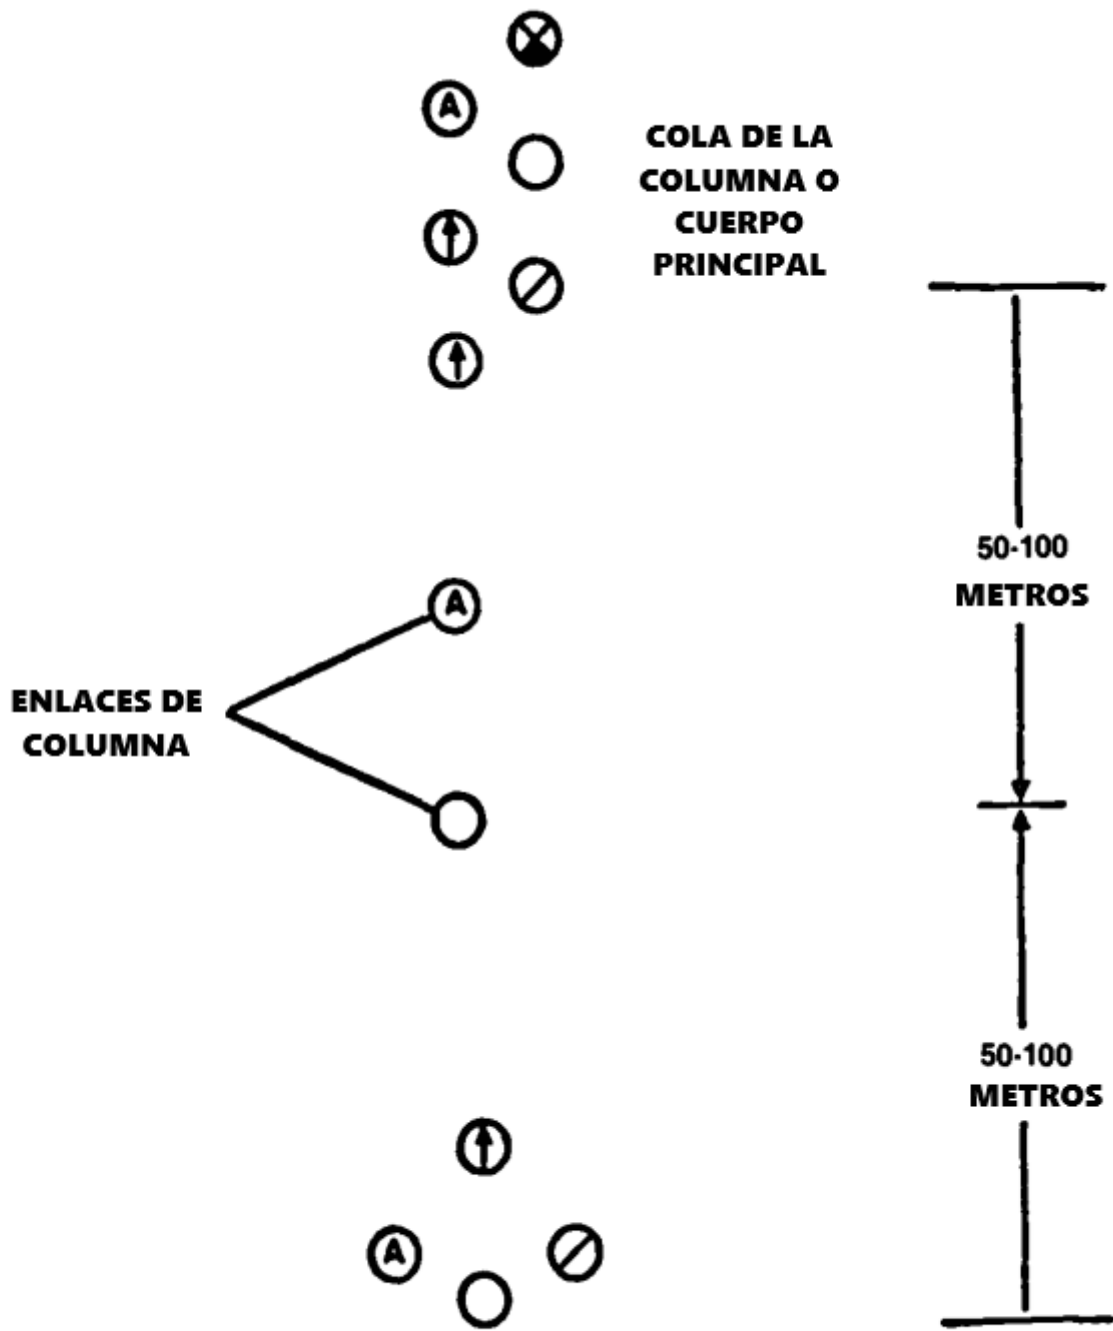 A
COLA DE LA
COLUMNA O
CUERPO
PRINCIPAL
50-100
METROS
A
ENLACES DE
COLUMNA
50-100
METROS
A